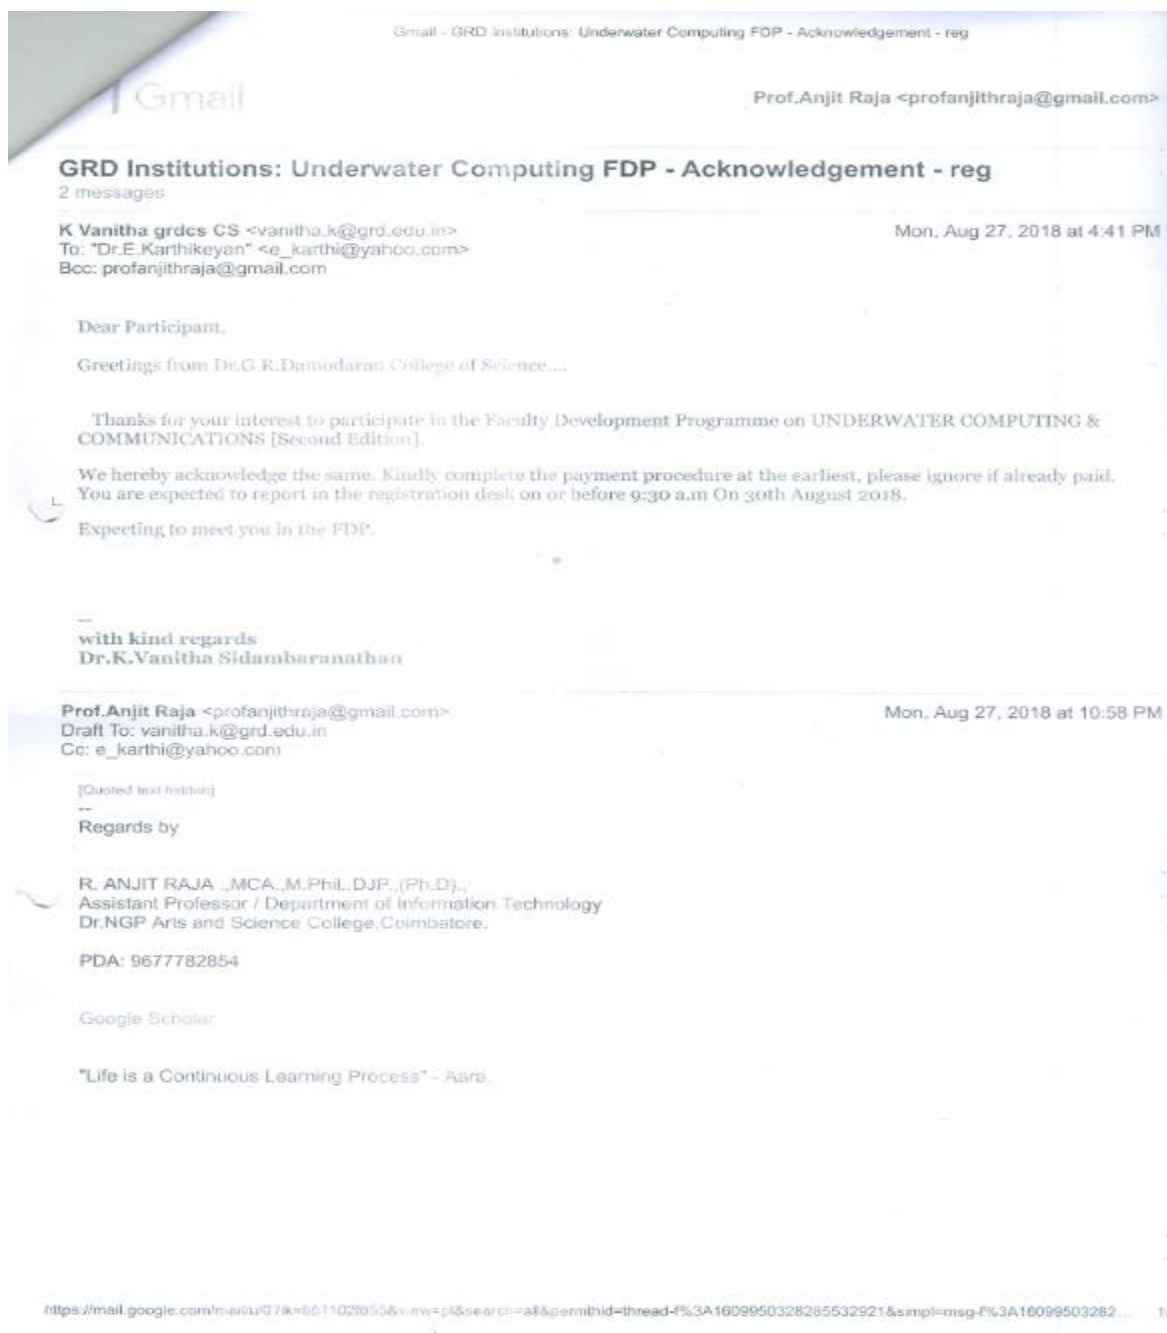 Gmail - GRD Institutions: Underwater Computing FDP - Acknowledgement - reg
Gmail
Prof.Anjit Raja <profanjithraja@gmail.com>
GRD Institutions: Underwater Computing FDP - Acknowledgement - reg
2 messages
K Vanitha grdcs CS <vanitha.k@grd.edu.in>
Mon, Aug 27, 2018 at 4:41 PM
To: "Dr.E.Karthikeyan" <e_karthi@yahoo.com>
Bcc: profanjithraja@gmail.com
Dear Participant,
Greetings from Dr.G.R.Damodaran College of Science....
Thanks for your interest to participate in the Faculty Development Programme on UNDERWATER COMPUTING &
COMMUNICATIONS [Second Edition].
We hereby acknowledge the same. Kindly complete the payment procedure at the earliest, please ignore if already paid.
You are expected to report in the registration desk on or before 9:30 a.m On 30th August 2018.
Expecting to meet you in the FDP.
--
with kind regards
Dr.K.Vanitha Sidambaranathan
Prof.Anjit Raja <profanjithraja@gmail.com>
Mon, Aug 27, 2018 at 10:58 PM
Draft To: vanitha.k@grd.edu.in
Cc: e_karthi@yahoo.com
[Quoted text hidden]
--
Regards by
R. ANJIT RAJA .,MCA.,M.Phil.,DJP.,(Ph.D).,
Assistant Professor / Department of Information Technology
Dr.NGP Arts and Science College,Coimbatore.
PDA: 9677782854
Google Scholar
"Life is a Continuous Learning Process" - Aaro.